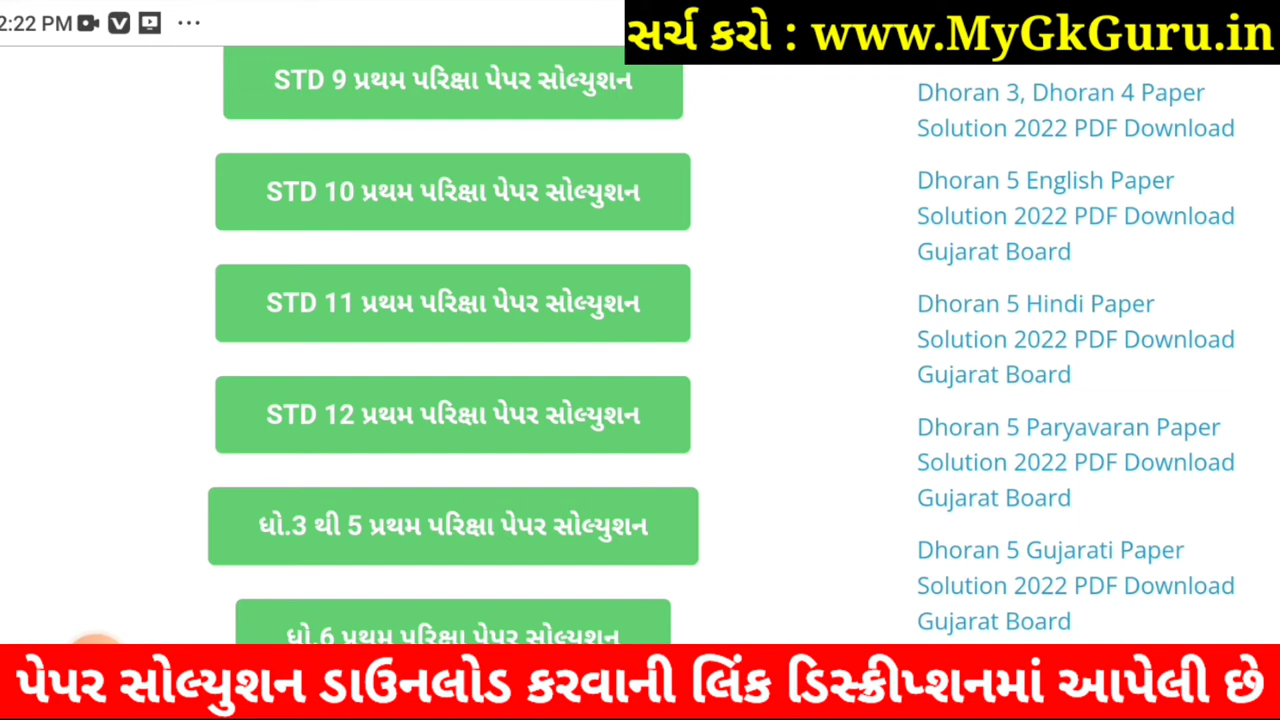 2:22 PM
સર્ચ કરો : www.MyGkGuru.in
STD 9 પ્રથમ પરિક્ષા પેપર સોલ્યુશન
STD 10 પ્રથમ પરિક્ષા પેપર સોલ્યુશન
STD 11 પ્રથમ પરિક્ષા પેપર સોલ્યુશન
STD 12 પ્રથમ પરિક્ષા પેપર સોલ્યુશન
ધો.3 થી 5 પ્રથમ પરિક્ષા પેપર સોલ્યુશન
ધો.6 પ્રથમ પરિક્ષા પેપર સોલ્યુશન
Dhoran 3, Dhoran 4 Paper
Solution 2022 PDF Download
Dhoran 5 English Paper
Solution 2022 PDF Download
Gujarat Board
Dhoran 5 Hindi Paper
Solution 2022 PDF Download
Gujarat Board
Dhoran 5 Paryavaran Paper
Solution 2022 PDF Download
Gujarat Board
Dhoran 5 Gujarati Paper
Solution 2022 PDF Download
Gujarat Board
પેપર સોલ્યુશન ડાઉનલોડ કરવાની લિંક ડિસ્ક્રીપ્શનમાં આપેલી છે